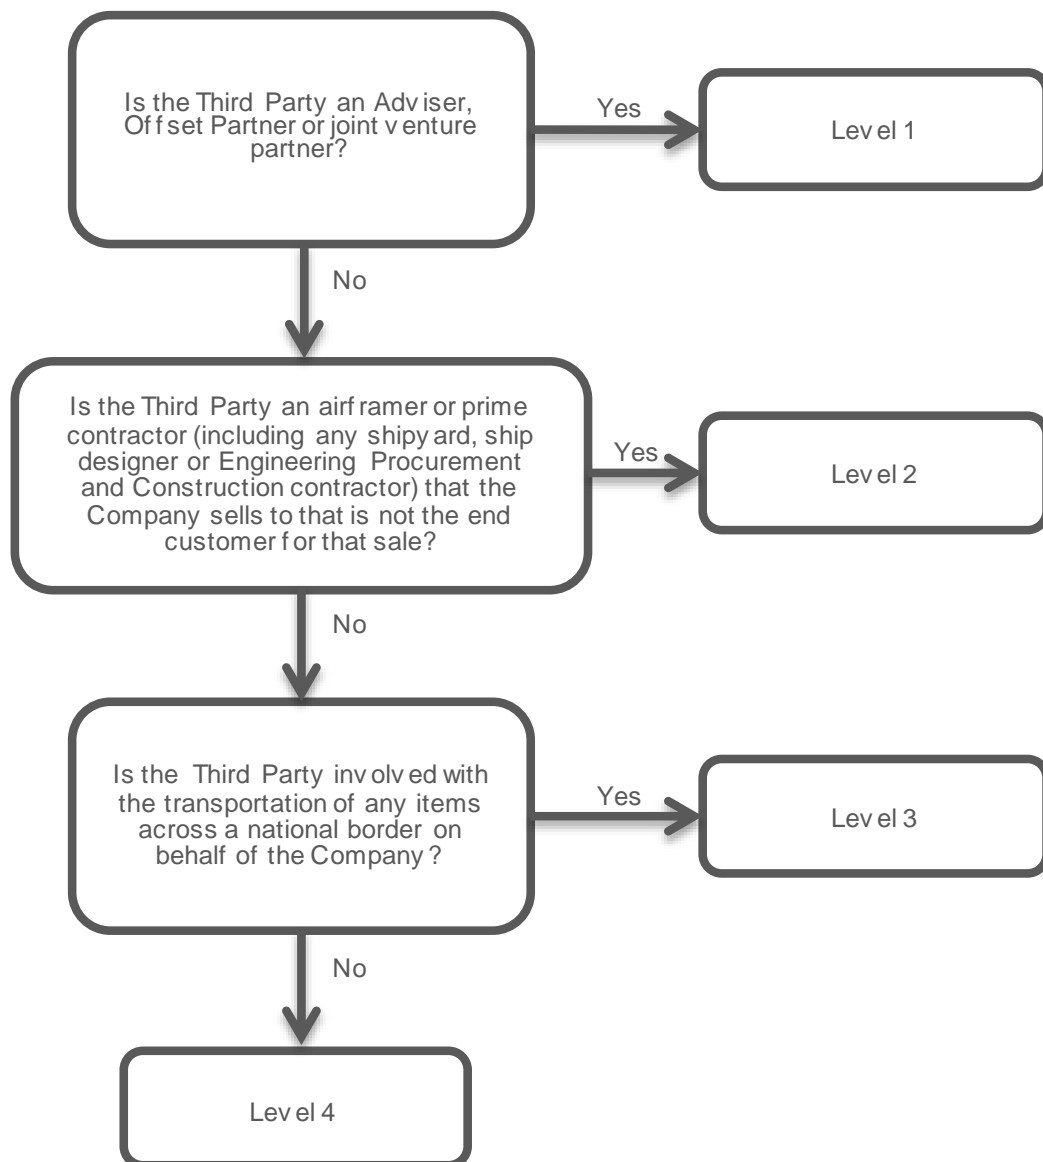 Is the Third Party an Adviser,
Offset Partner or joint venture
partner?
Yes
Level 1
No
Is the Third Party an airframer or prime
contractor (including any shipyard, ship
designer or Engineering Procurement
and Construction contractor) that the
Company sells to that is not the end
customer for that sale?
Yes
Level 2
No
Is the Third Party involved with
the transportation of any items
across a national border on
behalf of the Company?
Yes
Level 3
No
Level 4